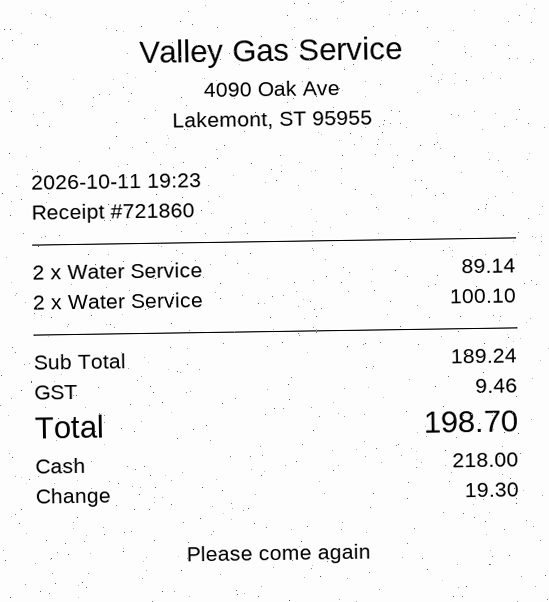 Valley Gas Service
4090 Oak Ave
Lakemont, ST 95955
2026-10-11 19:23
Receipt #721860
2 x Water Service 89.14
2 x Water Service 100.10
Sub Total 189.24
GST 9.46
Total 198.70
Cash 218.00
Change 19.30
Please come again